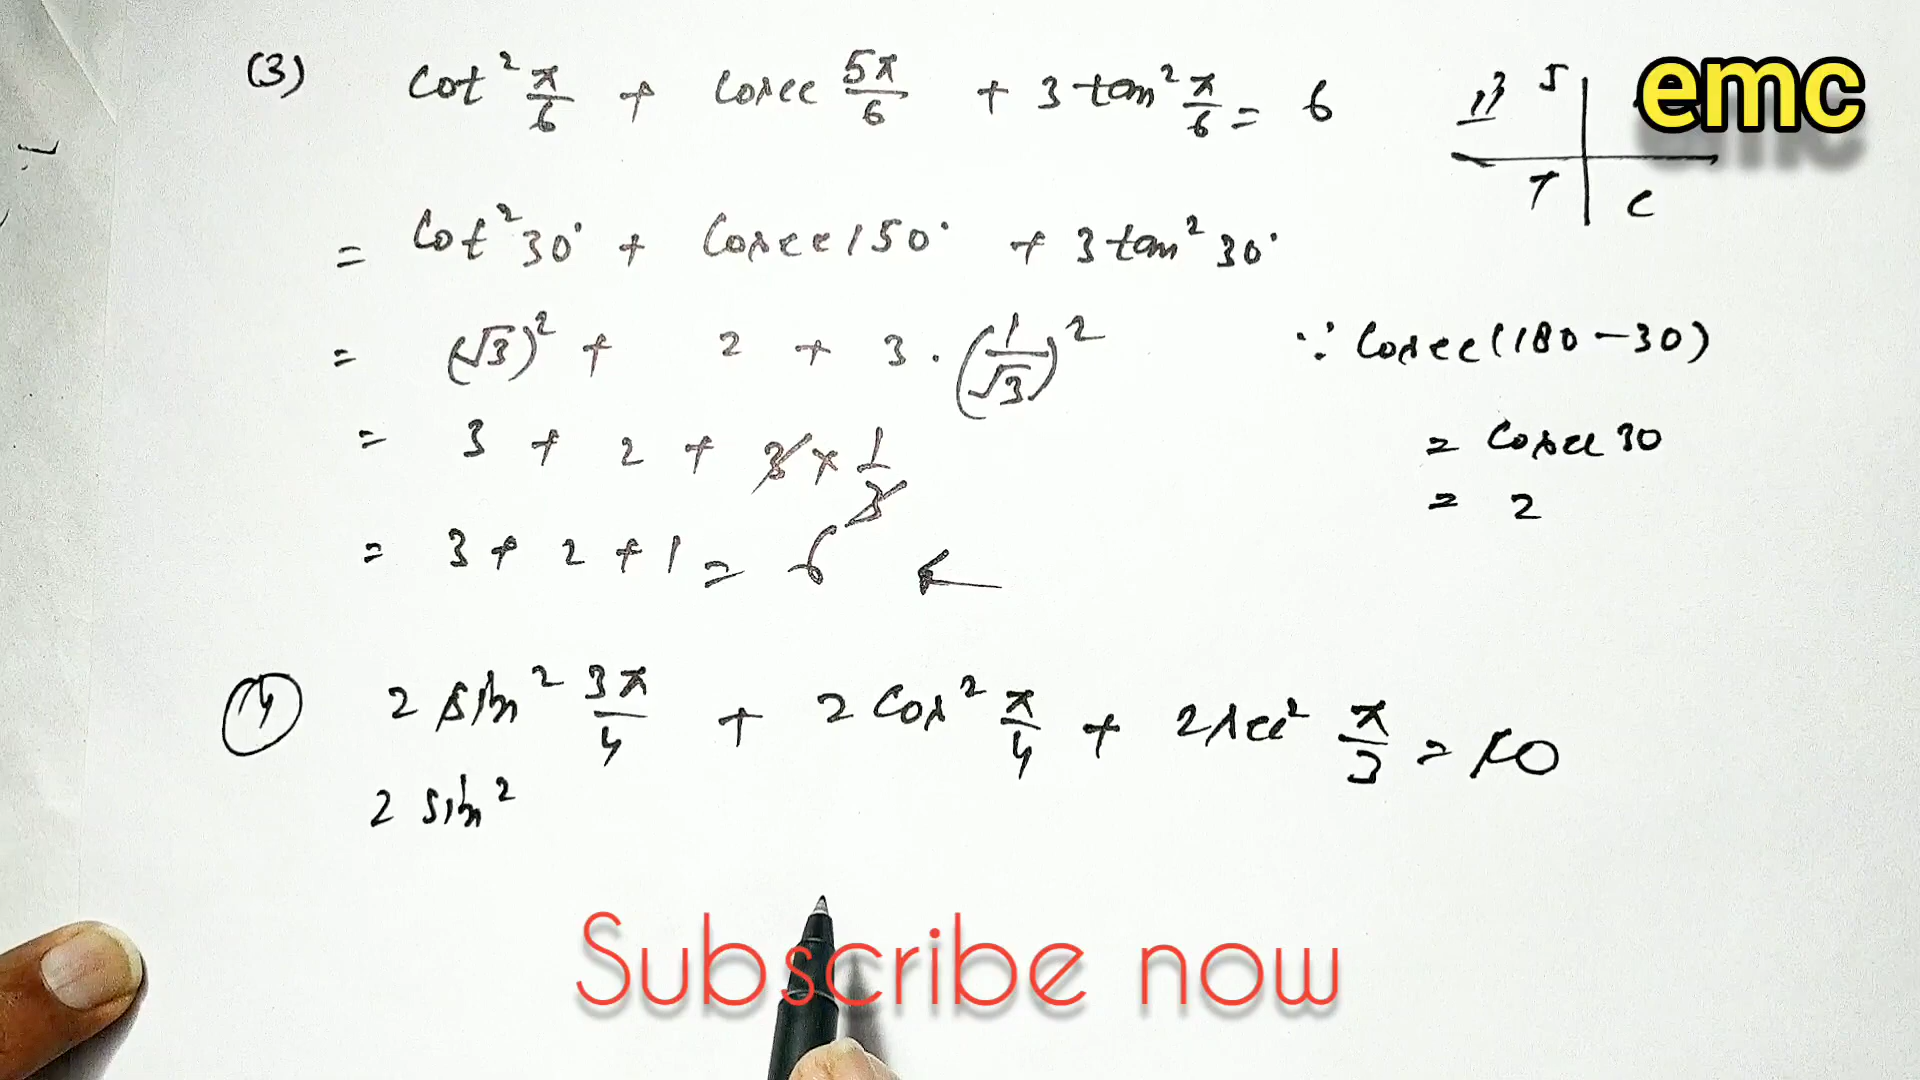 (3) cot² π/6 + cosec 5π/6 + 3 tan² π/6 = 6
S
emc
T C
= cot² 30° + cosec 150° + 3 tan² 30°
= (√3)² + 2 + 3 . (1/√3)²
∵ cosec (180 - 30)
= 3 + 2 + 3 × 1/3
= cosec 30
= 2
= 3 + 2 + 1 = 6 ←
(4) 2 sin² 3π/4 + 2 cos² π/4 + 2 sec² π/3 = 10
2 sin²
Subscribe now